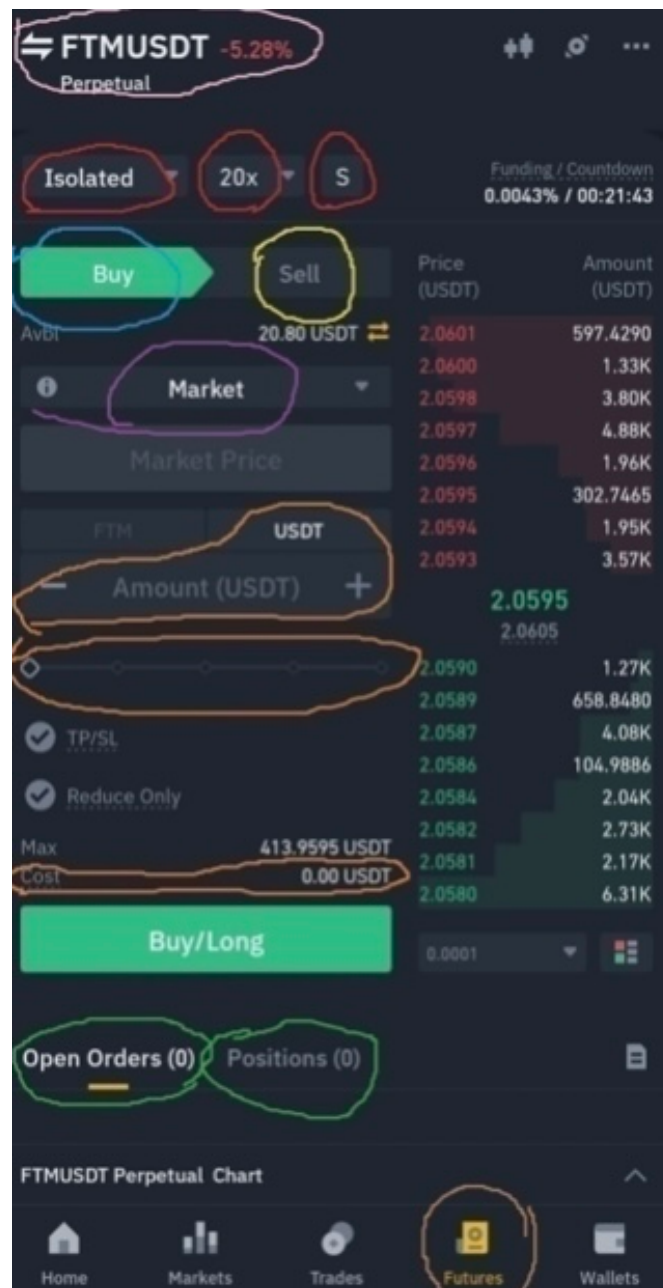 FTMUSDT -5.28%
Perpetual
Isolated 20x S
Funding / Countdown
0.0043% / 00:21:43
Buy Sell
Avbl 20.80 USDT
Market
Market Price
FTM USDT
Amount (USDT)
TP/SL
Reduce Only
Max 413.9595 USDT
Cost 0.00 USDT
Buy/Long
Price Amount
(USDT) (USDT)
2.0601 597.4290
2.0600 1.33K
2.0598 3.80K
2.0597 4.88K
2.0596 1.96K
2.0595 302.7465
2.0594 1.95K
2.0593 3.57K
2.0595
2.0605
2.0590 1.27K
2.0589 658.8480
2.0587 4.08K
2.0586 104.9886
2.0584 2.04K
2.0582 2.73K
2.0581 2.17K
2.0580 6.31K
0.0001
Open Orders (0) Positions (0)
FTMUSDT Perpetual Chart
Home Markets Trades Futures Wallets